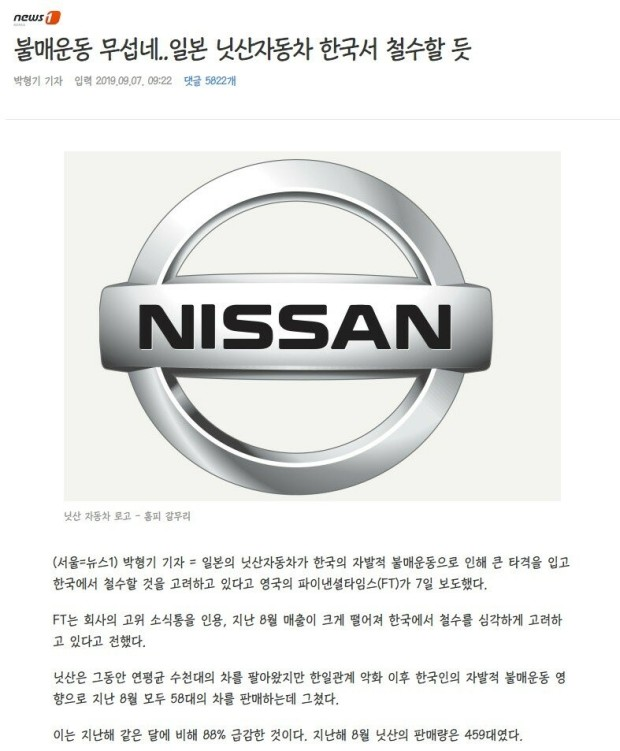 news1
불매운동 무섭네..일본 닛산자동차 한국서 철수할 듯
박형기 기자 입력 2019.09.07. 09:22 댓글 5822개
NISSAN
닛산 자동차 로고 - 홈피 갈무리
(서울=뉴스1) 박형기 기자 = 일본의 닛산자동차가 한국의 자발적 불매운동으로 인해 큰 타격을 입고
한국에서 철수할 것을 고려하고 있다고 영국의 파이낸셜타임스(FT)가 7일 보도했다.
FT는 회사의 고위 소식통을 인용, 지난 8월 매출이 크게 떨어져 한국에서 철수를 심각하게 고려하
고 있다고 전했다.
닛산은 그동안 연평균 수천대의 차를 팔아왔지만 한일관계 악화 이후 한국인의 자발적 불매운동 영
향으로 지난 8월 모두 58대의 차를 판매하는데 그쳤다.
이는 지난해 같은 달에 비해 88% 급감한 것이다. 지난해 8월 닛산의 판매량은 459대였다.